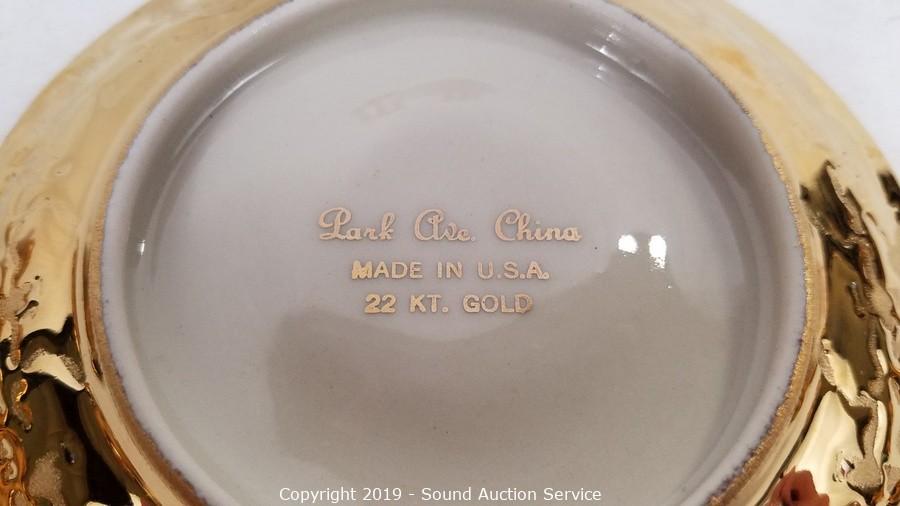 Park Ave. China
MADE IN U.S.A.
22 KT. GOLD
Copyright 2019 - Sound Auction Service